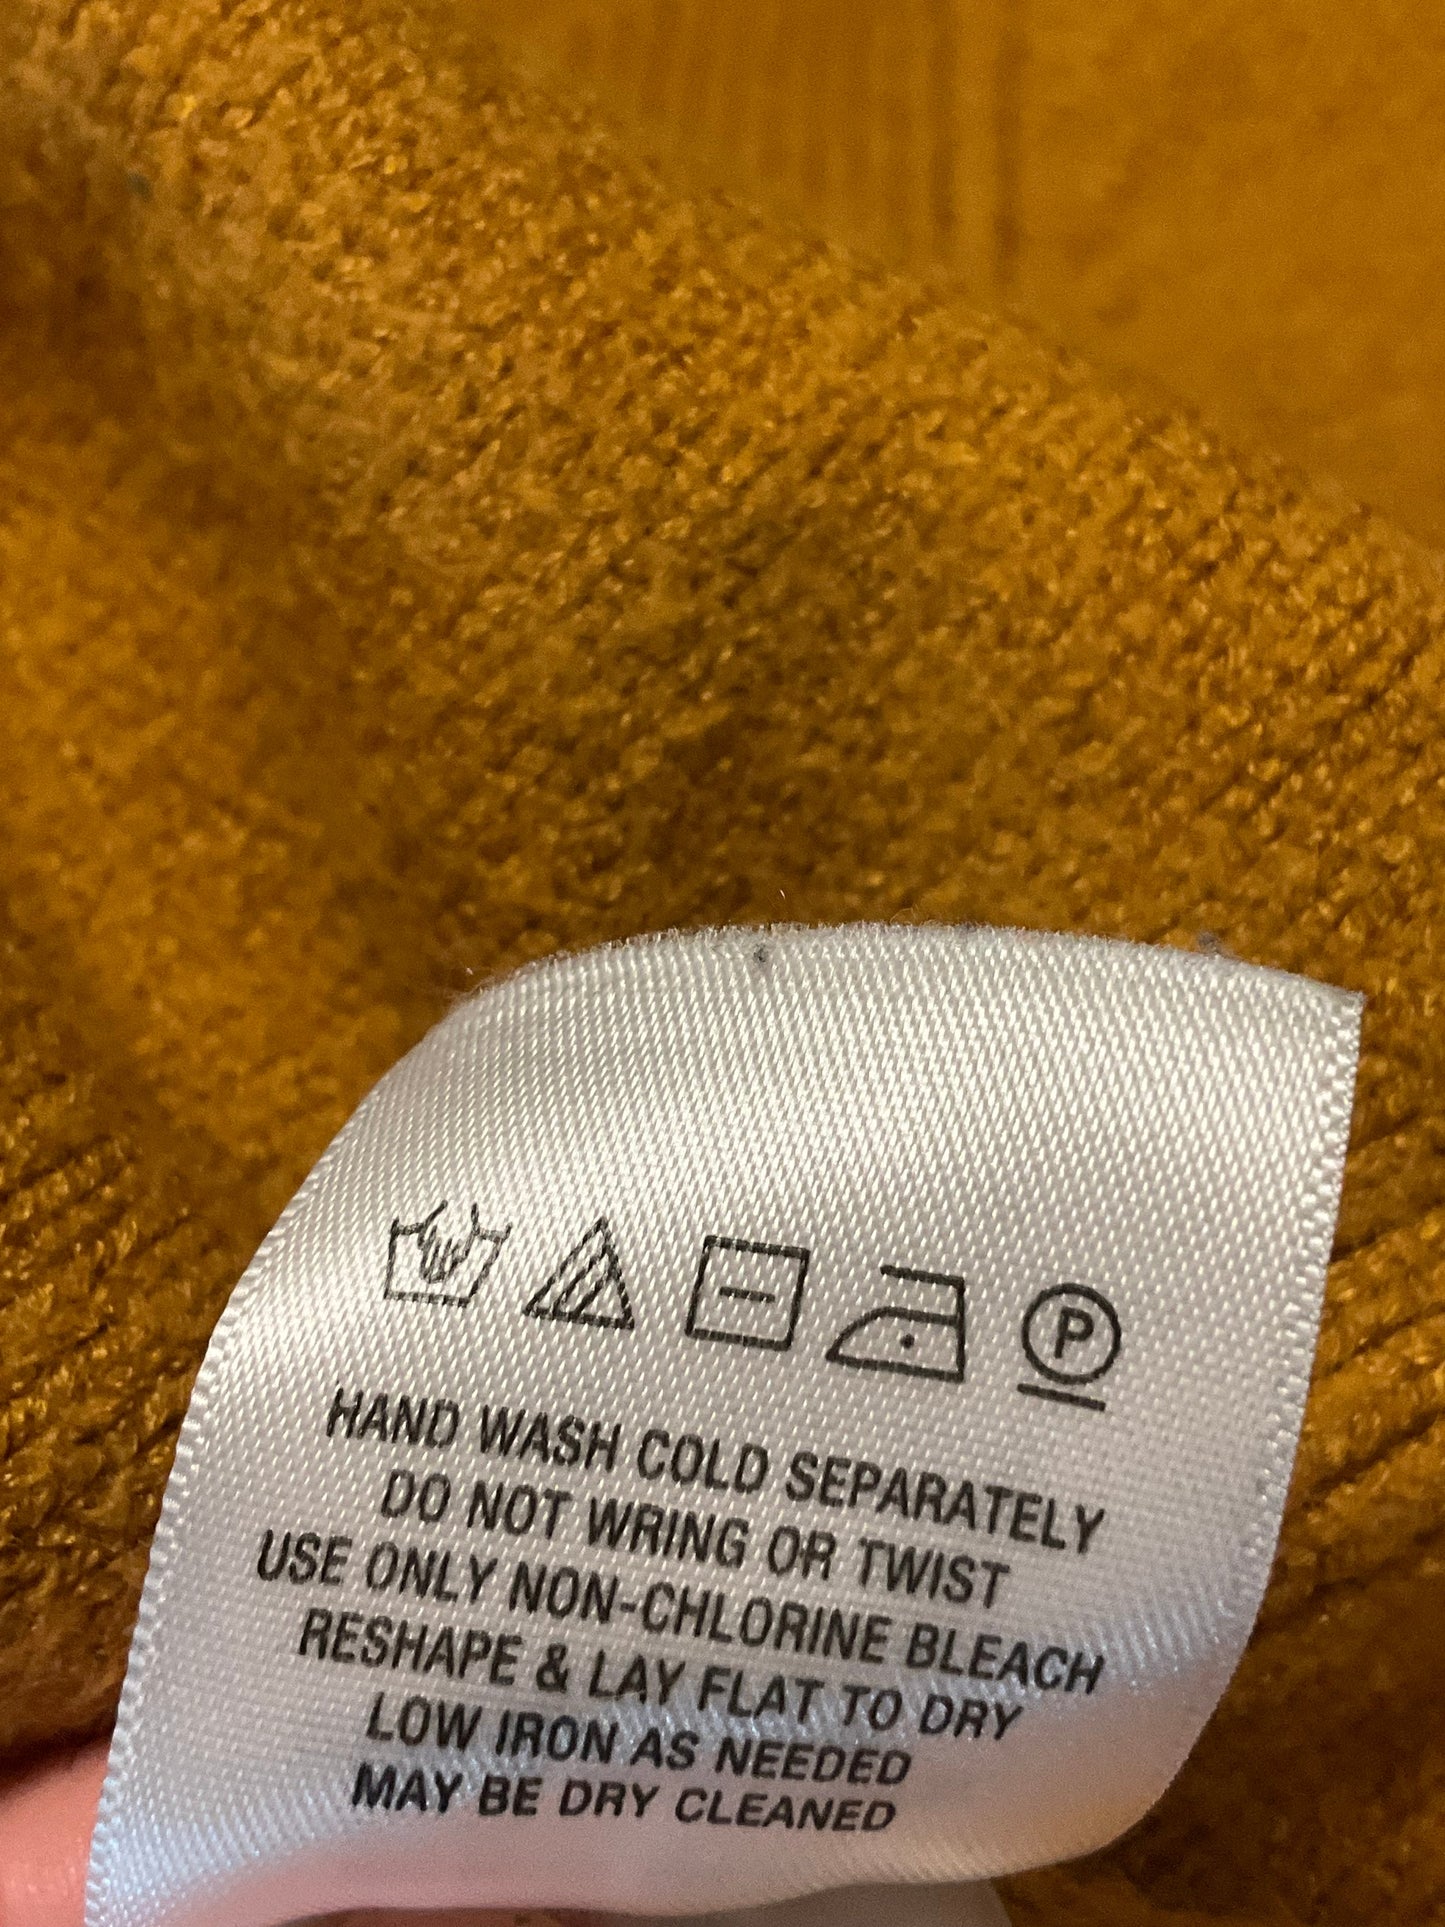 P
HAND WASH COLD SEPARATELY
DO NOT WRING OR TWIST
USE ONLY NON-CHLORINE BLEACH
RESHAPE & LAY FLAT TO DRY
LOW IRON AS NEEDED
MAY BE DRY CLEANED